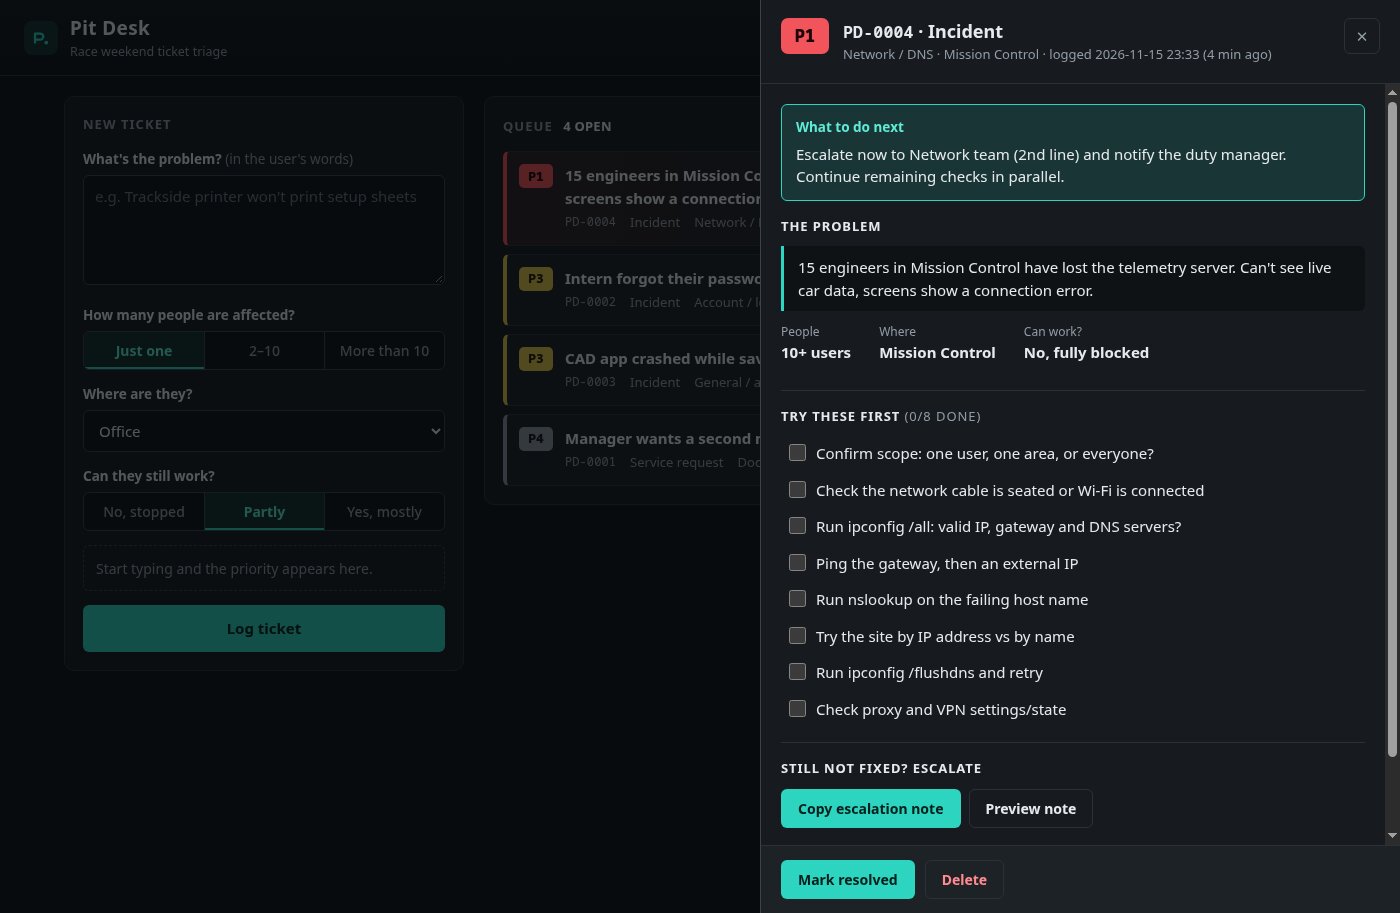 P.
Pit Desk
Race weekend ticket triage
NEW TICKET
What's the problem? (in the user's words)
e.g. Trackside printer won't print setup sheets
How many people are affected?
Just one
2–10
More than 10
Where are they?
Office
Can they still work?
No, stopped
Partly
Yes, mostly
Start typing and the priority appears here.
Log ticket
QUEUE 4 OPEN
P1
15 engineers in Mission
screens show a connection
PD-0004 Incident Network /
P3
Intern forgot their
PD-0002 Incident Account /
P3
CAD app crashed while
PD-0003 Incident General /
P4
Manager wants a second
PD-0001 Service request
P1
PD-0004 · Incident
Network / DNS · Mission Control · logged 2026-11-15 23:33 (4 min ago)
×
What to do next
Escalate now to Network team (2nd line) and notify the duty manager.
Continue remaining checks in parallel.
THE PROBLEM
15 engineers in Mission Control have lost the telemetry server. Can't see live
car data, screens show a connection error.
People
10+ users
Where
Mission Control
Can work?
No, fully blocked
TRY THESE FIRST (0/8 DONE)
Confirm scope: one user, one area, or everyone?
Check the network cable is seated or Wi-Fi is connected
Run ipconfig /all: valid IP, gateway and DNS servers?
Ping the gateway, then an external IP
Run nslookup on the failing host name
Try the site by IP address vs by name
Run ipconfig /flushdns and retry
Check proxy and VPN settings/state
STILL NOT FIXED? ESCALATE
Copy escalation note
Preview note
Mark resolved
Delete